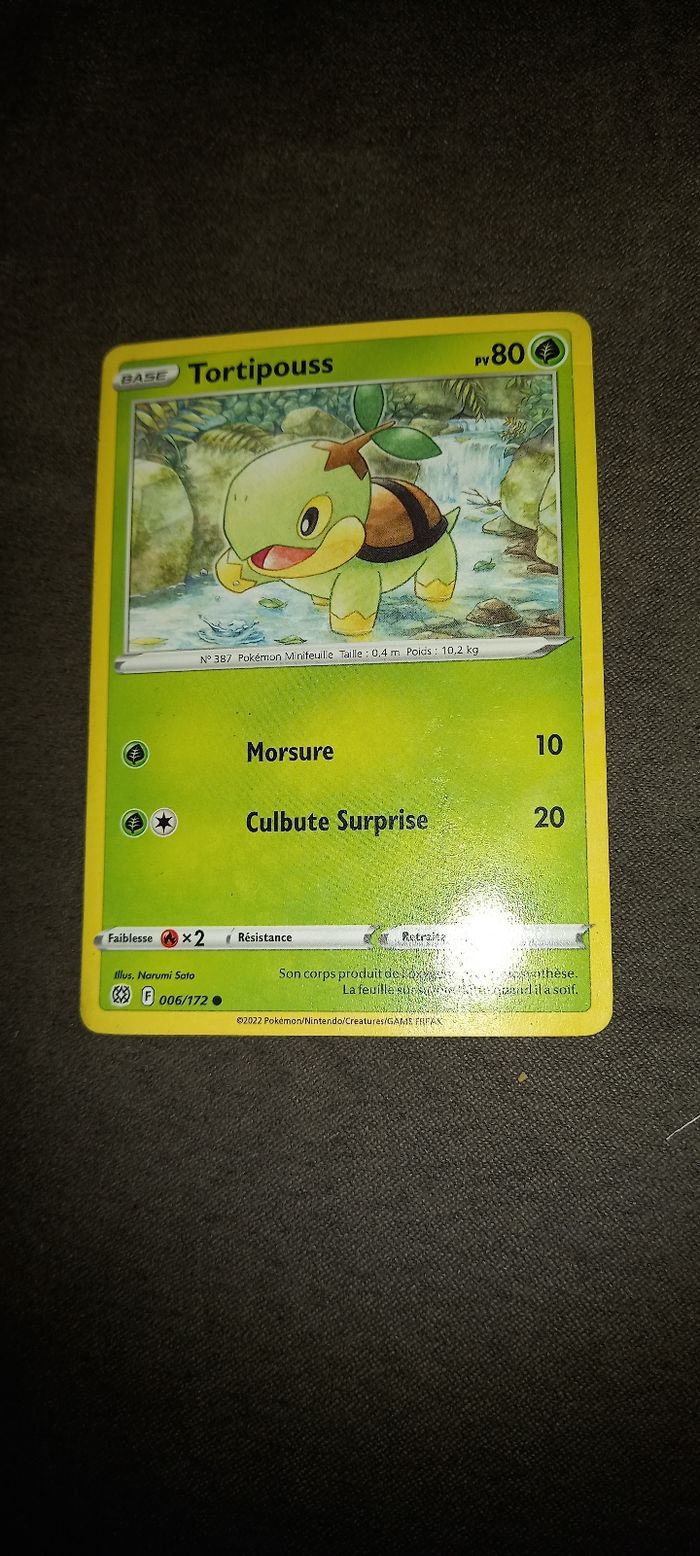 BASE Tortipouss PV 80
N° 387 Pokémon Minifeuille Taille : 0,4 m Poids : 10,2 kg
Morsure 10
Culbute Surprise 20
Faiblesse ×2 Résistance Retraite
Illus. Narumi Sato
Son corps produit de
La feuille sur quand il a soif.
F 006/172
©2022 Pokémon/Nintendo/Creatures/GAME FREAK